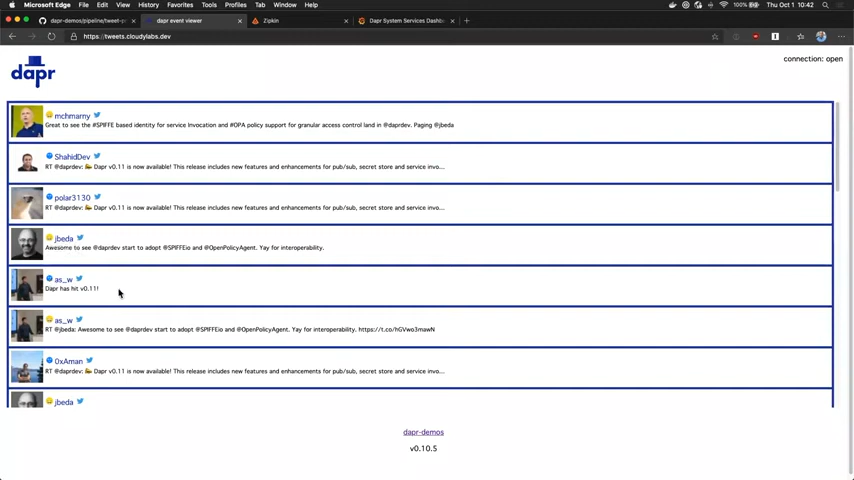 Microsoft Edge File Edit View History Favorites Tools Profiles Tab Window Help 100% Thu Oct 1 10:42
dapr-demos/pipeline/tweet-p dapr event viewer Zipkin Dapr System Services Dashb
https://tweets.cloudylabs.dev
dapr
connection: open
mchmarny
Great to see the #SPIFFE based identity for service Invocation and #OPA policy support for granular access control land in @daprdev. Paging @jbeda
ShahidDev
RT @daprdev: Dapr v0.11 is now available! This release includes new features and enhancements for pub/sub, secret store and service invo...
polar3130
RT @daprdev: Dapr v0.11 is now available! This release includes new features and enhancements for pub/sub, secret store and service invo...
jbeda
Awesome to see @daprdev start to adopt @SPIFFEio and @OpenPolicyAgent. Yay for interoperability.
as_w
Dapr has hit v0.11!
as_w
RT @jbeda: Awesome to see @daprdev start to adopt @SPIFFEio and @OpenPolicyAgent. Yay for interoperability. https://t.co/hGVwo3mawN
0xAman
RT @daprdev: Dapr v0.11 is now available! This release includes new features and enhancements for pub/sub, secret store and service invo...
jbeda
dapr-demos
v0.10.5